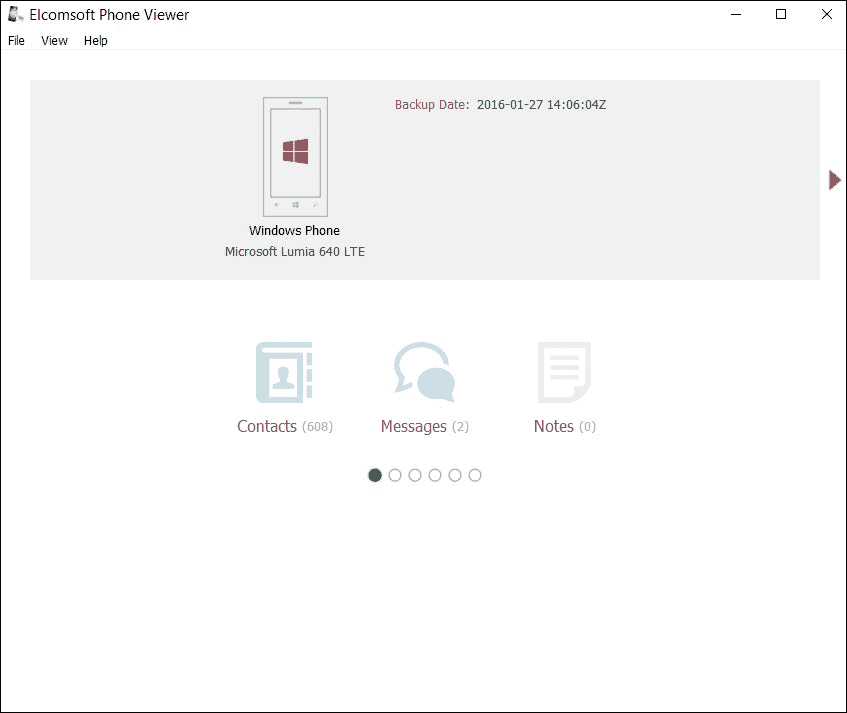 Elcomsoft Phone Viewer
File View Help
Backup Date: 2016-01-27 14:06:04Z
Windows Phone
Microsoft Lumia 640 LTE
Contacts (608) Messages (2) Notes (0)